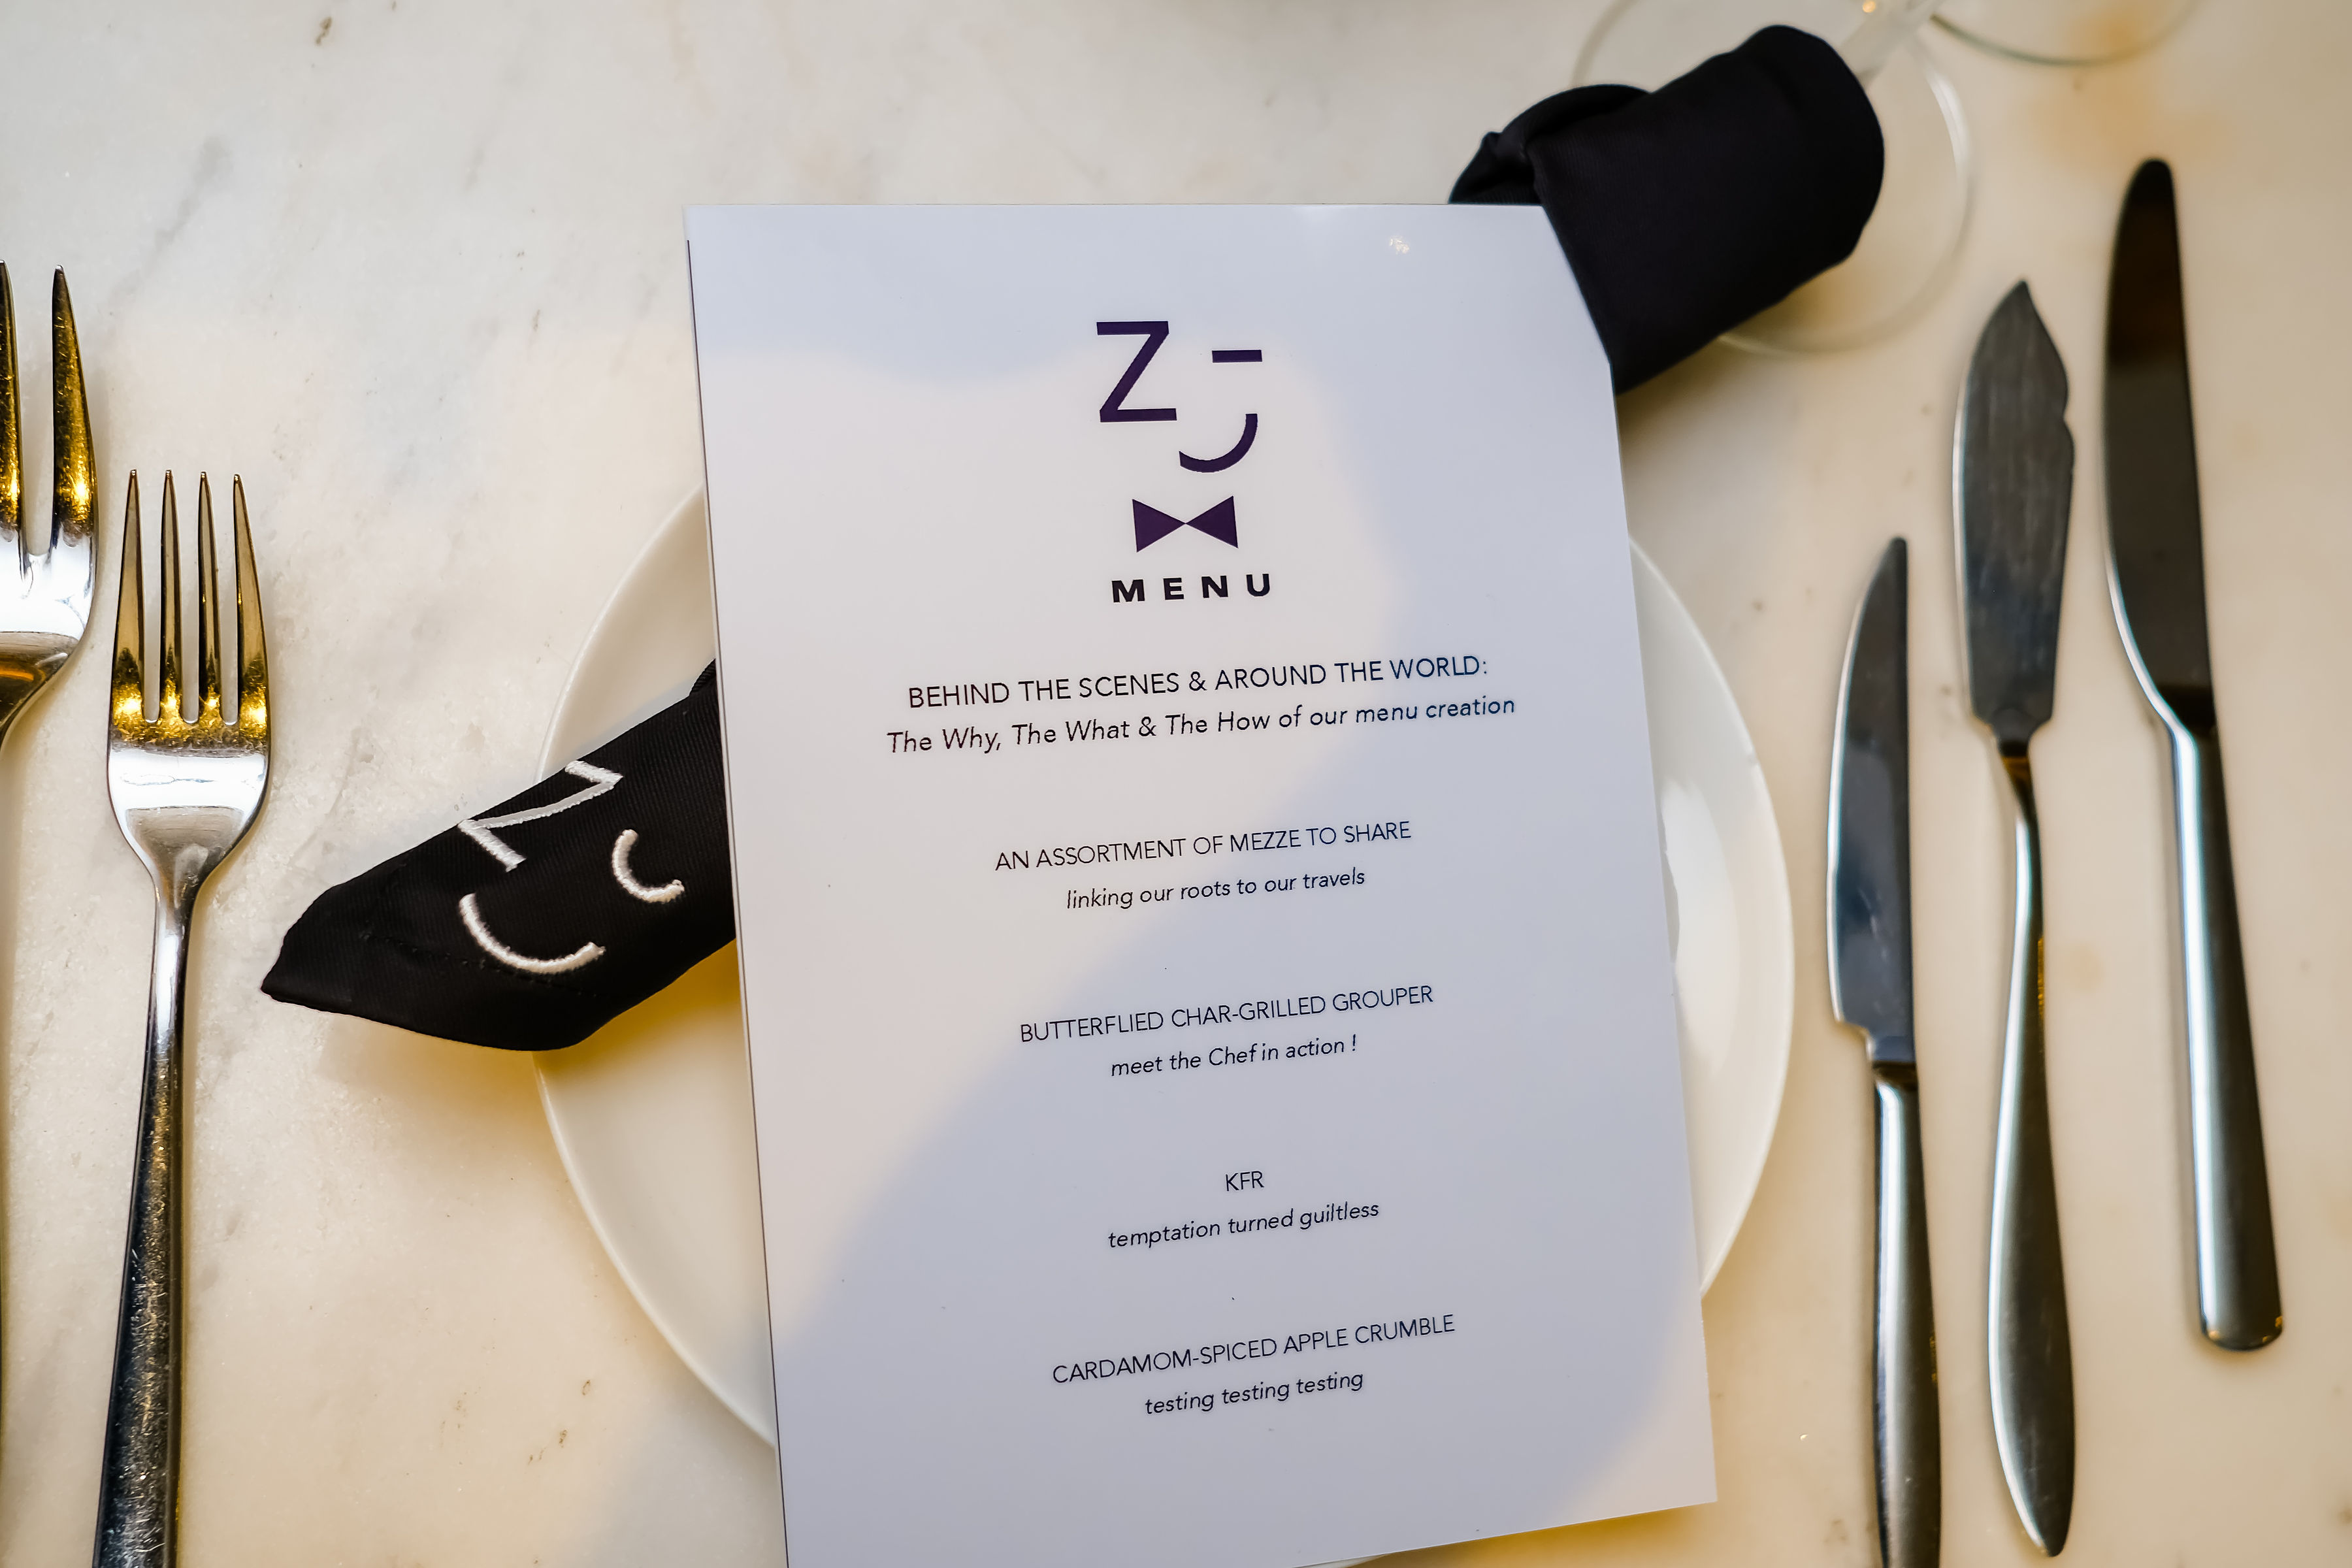 Z
MENU
BEHIND THE SCENES & AROUND THE WORLD:
The Why, The What & The How of our menu creation
AN ASSORTMENT OF MEZZE TO SHARE
linking our roots to our travels
BUTTERFLIED CHAR-GRILLED GROUPER
meet the Chef in action !
KFR
temptation turned guiltless
CARDAMOM-SPICED APPLE CRUMBLE
testing testing testing
Z